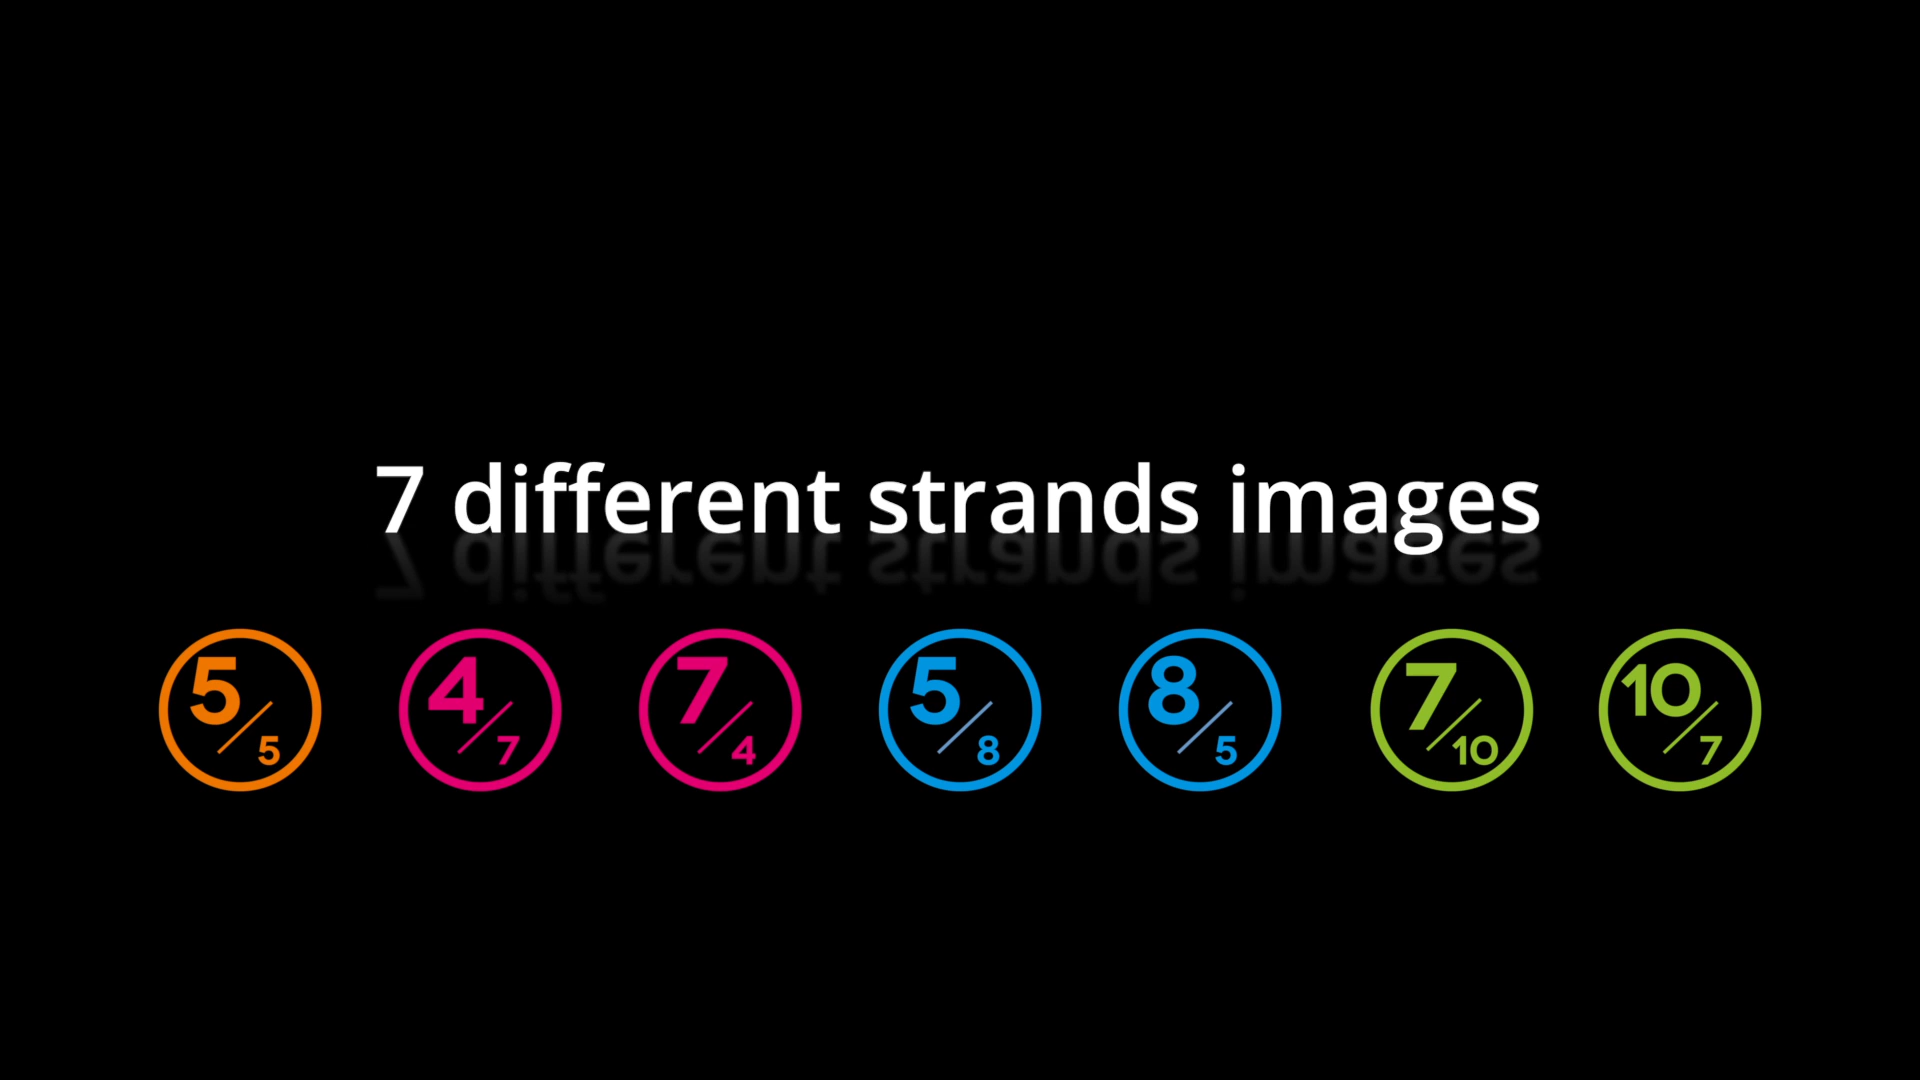 7 different strands images
5/5 4/7 7/4 5/8 8/5 7/10 10/7